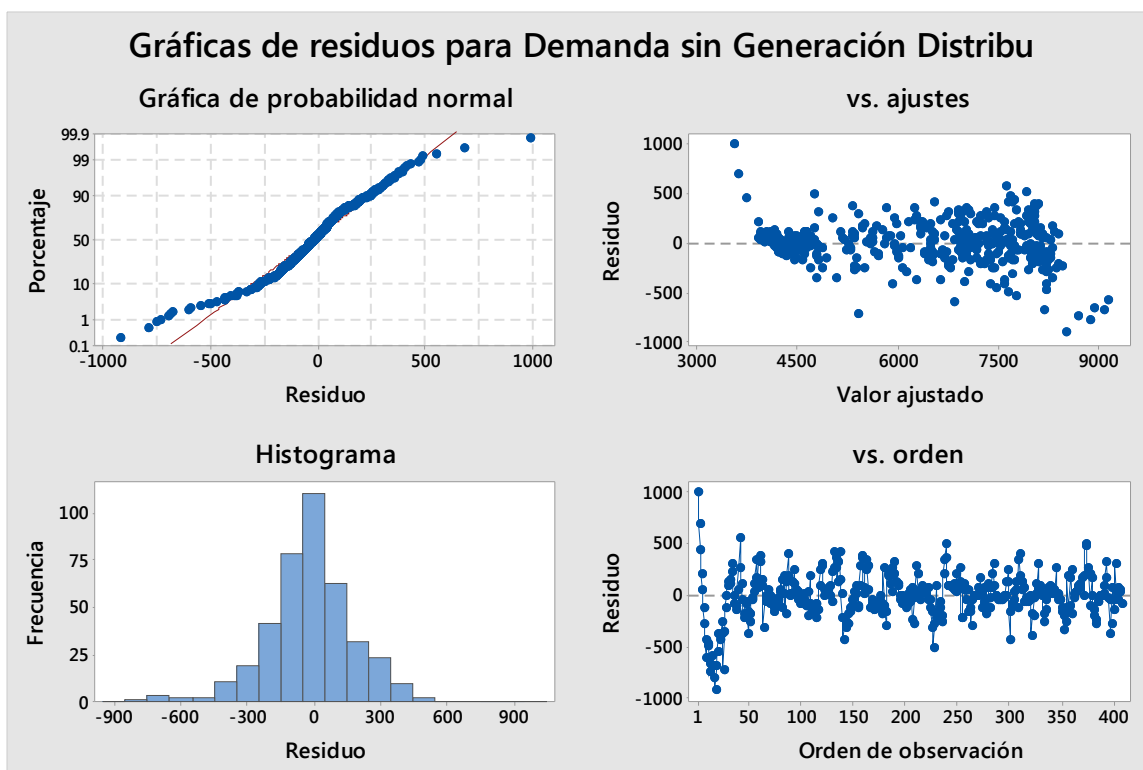 Gráficas de residuos para Demanda sin Generación Distribu
Gráfica de probabilidad normal
Porcentaje
99.9
99
90
50
10
1
0.1
-1000 -500 0 500 1000
Residuo
vs. ajustes
Residuo
1000
500
0
-500
-1000
3000 4500 6000 7500 9000
Valor ajustado
Histograma
Frecuencia
100
75
50
25
0
-900 -600 -300 0 300 600 900
Residuo
vs. orden
Residuo
1000
500
0
-500
-1000
1 50 100 150 200 250 300 350 400
Orden de observación